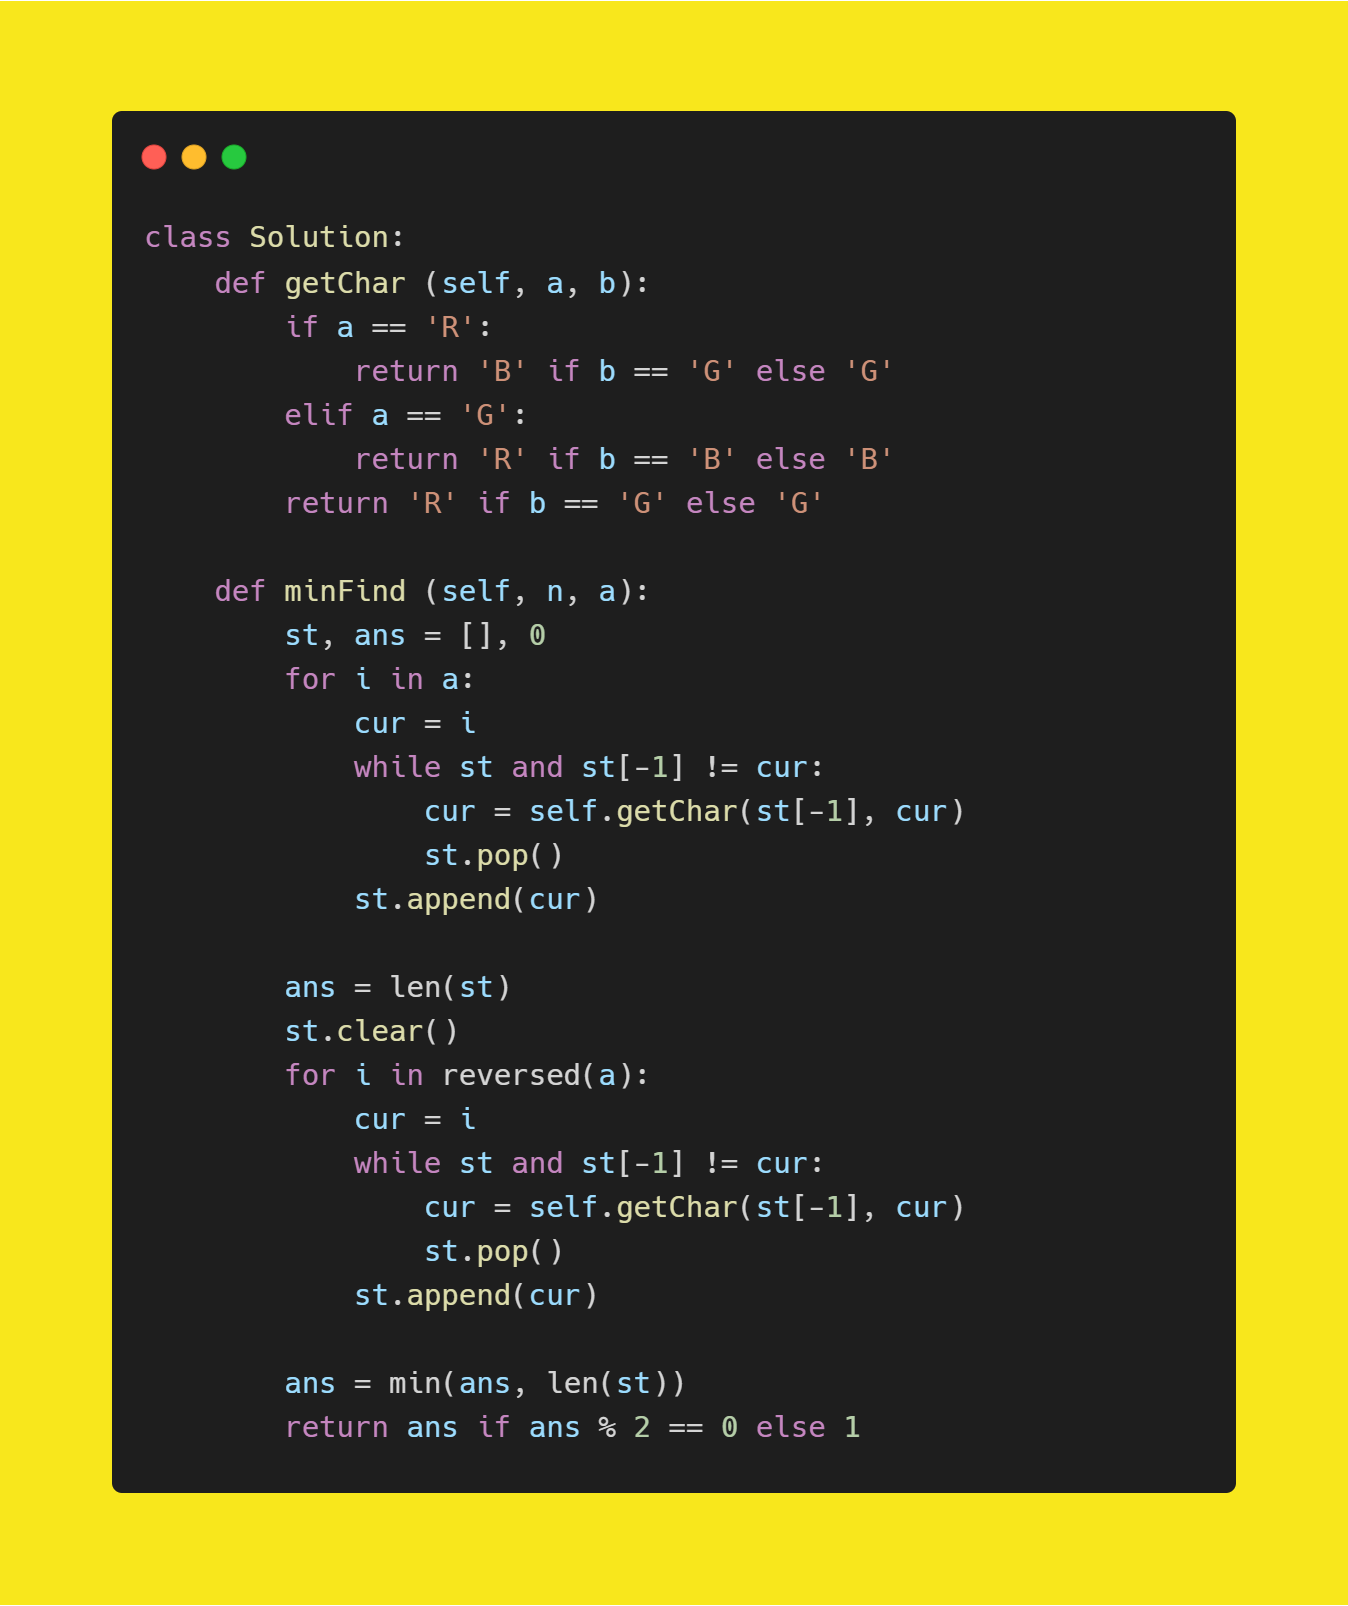 class Solution:
    def getChar (self, a, b):
        if a == 'R':
            return 'B' if b == 'G' else 'G'
        elif a == 'G':
            return 'R' if b == 'B' else 'B'
        return 'R' if b == 'G' else 'G'

    def minFind (self, n, a):
        st, ans = [], 0
        for i in a:
            cur = i
            while st and st[-1] != cur:
                cur = self.getChar(st[-1], cur)
                st.pop()
            st.append(cur)

        ans = len(st)
        st.clear()
        for i in reversed(a):
            cur = i
            while st and st[-1] != cur:
                cur = self.getChar(st[-1], cur)
                st.pop()
            st.append(cur)

        ans = min(ans, len(st))
        return ans if ans % 2 == 0 else 1